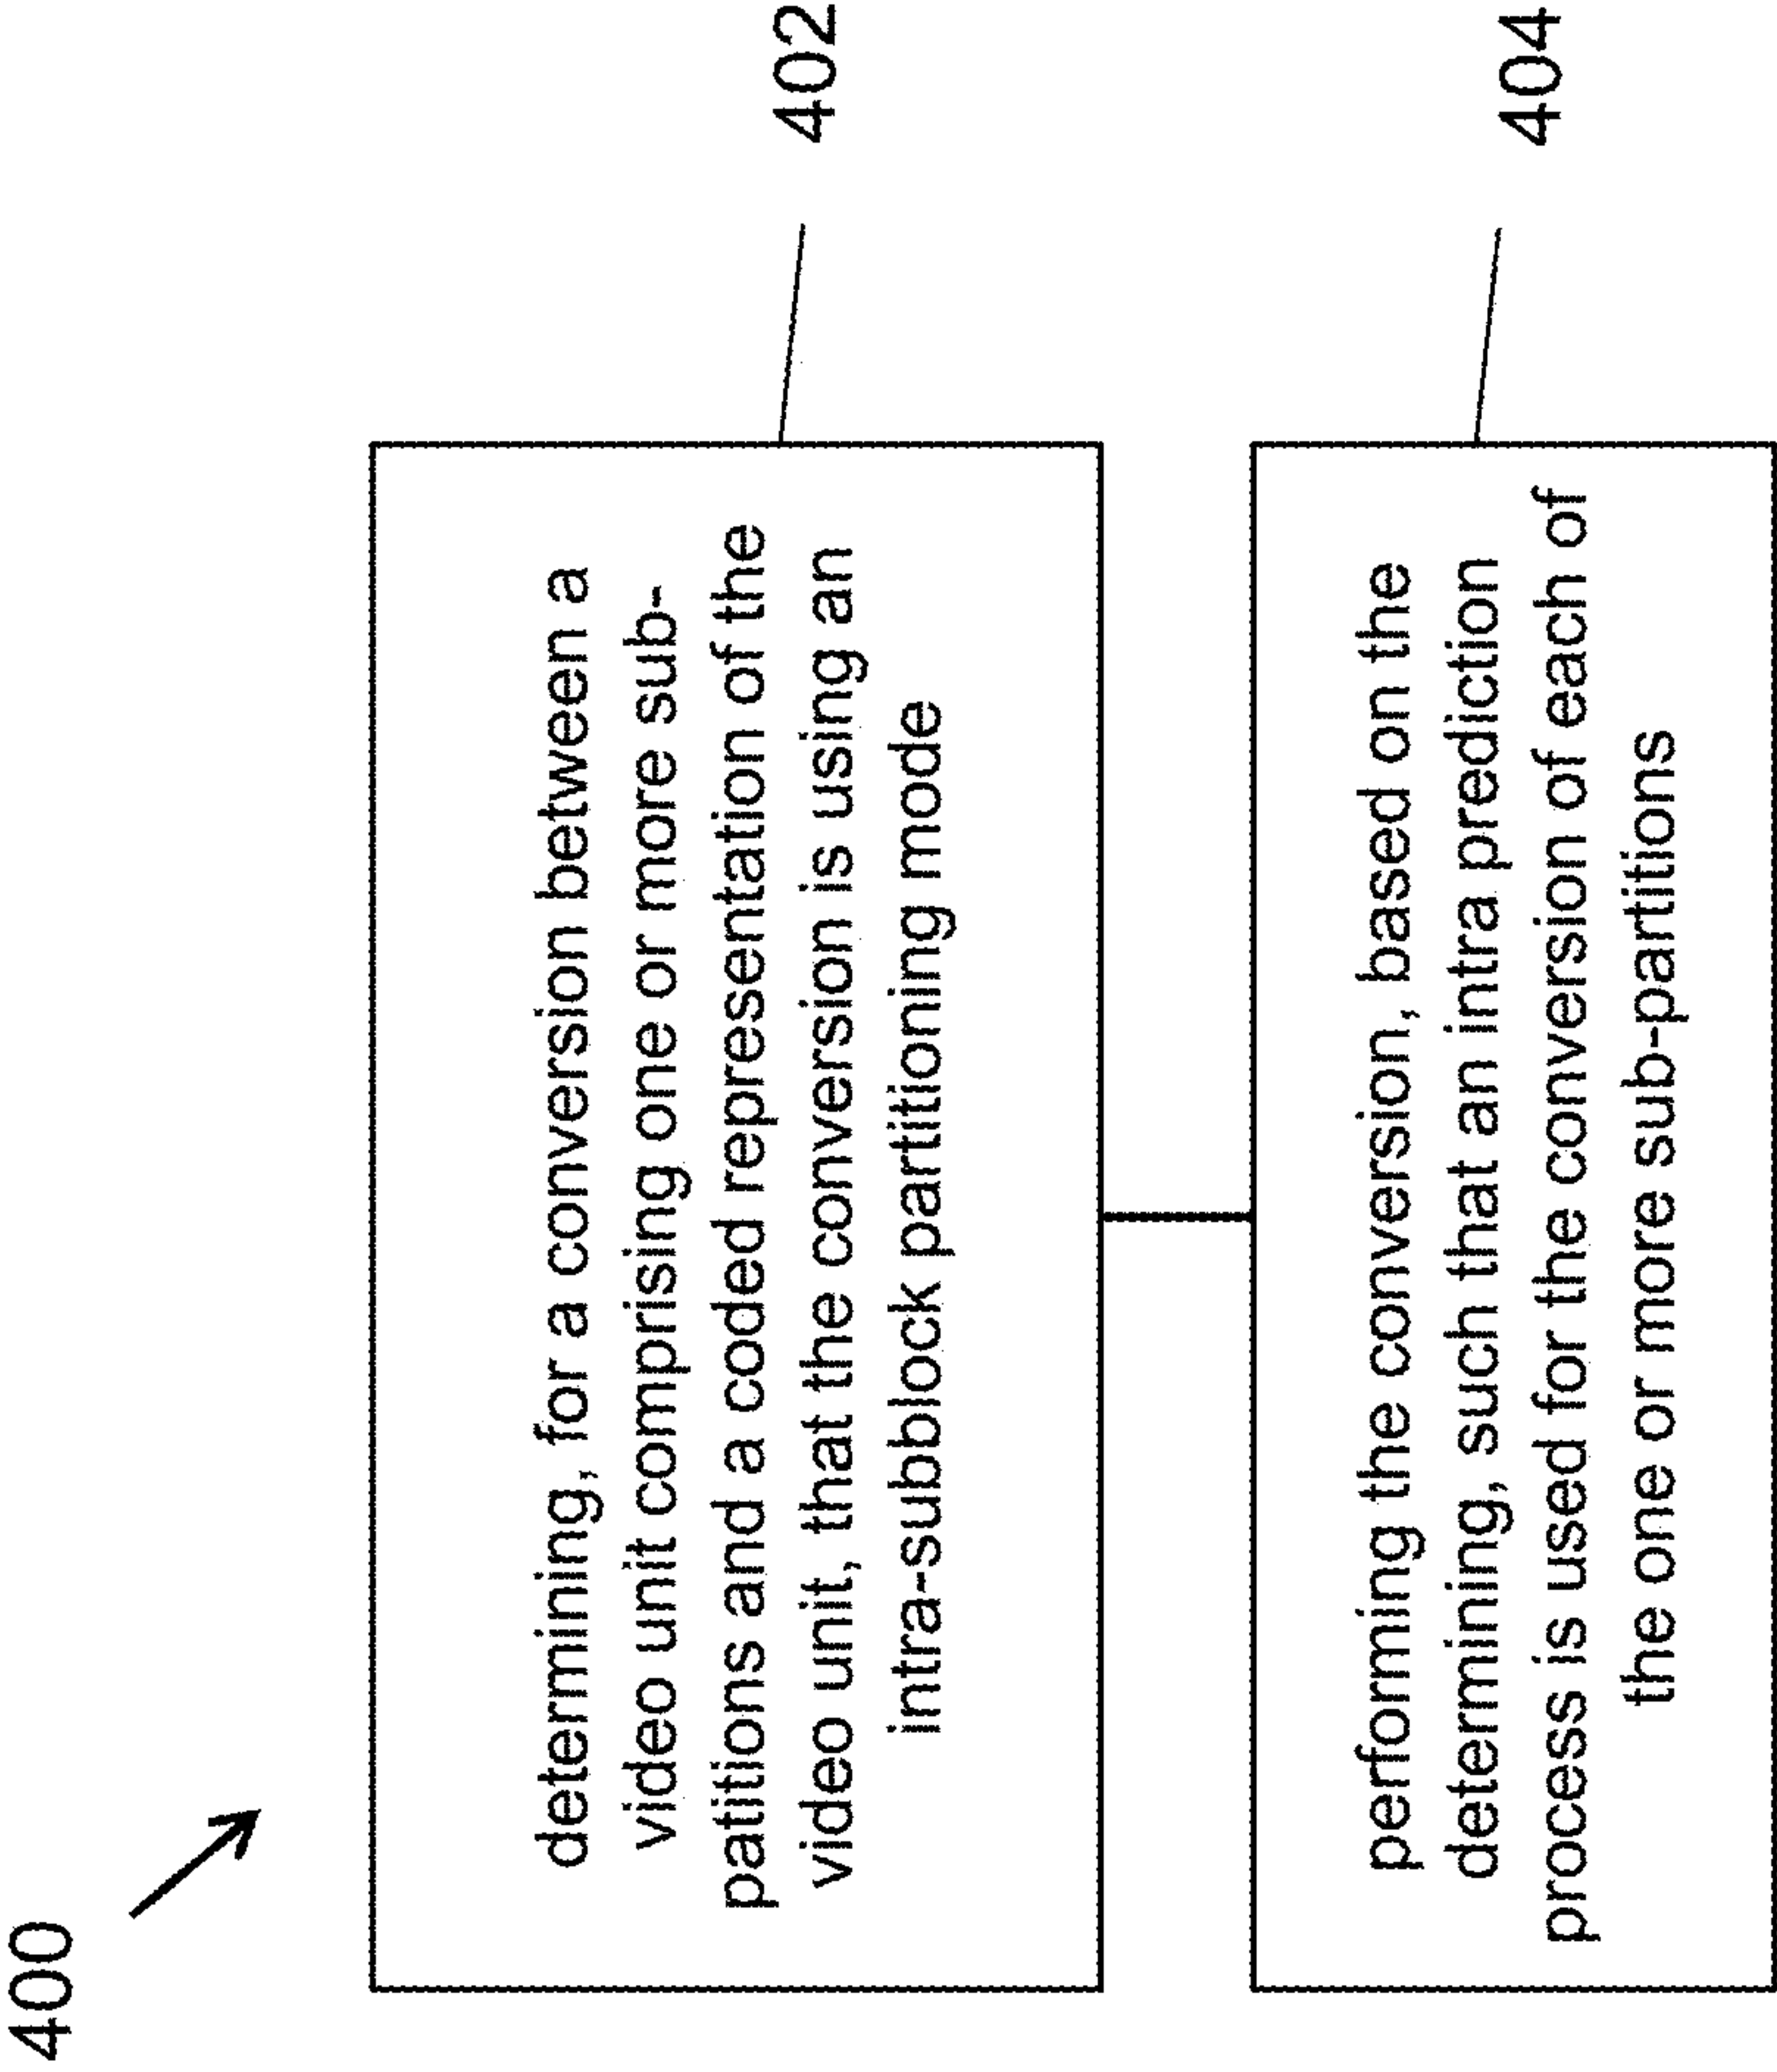 400
determining, for a conversion between a
video unit comprising one or more sub-
patitions and a coded representation of the
video unit, that the conversion is using an
intra-subblock partitioning mode
402
performing the conversion, based on the
determining, such that an intra prediction
process is used for the conversion of each of
the one or more sub-partitions
404